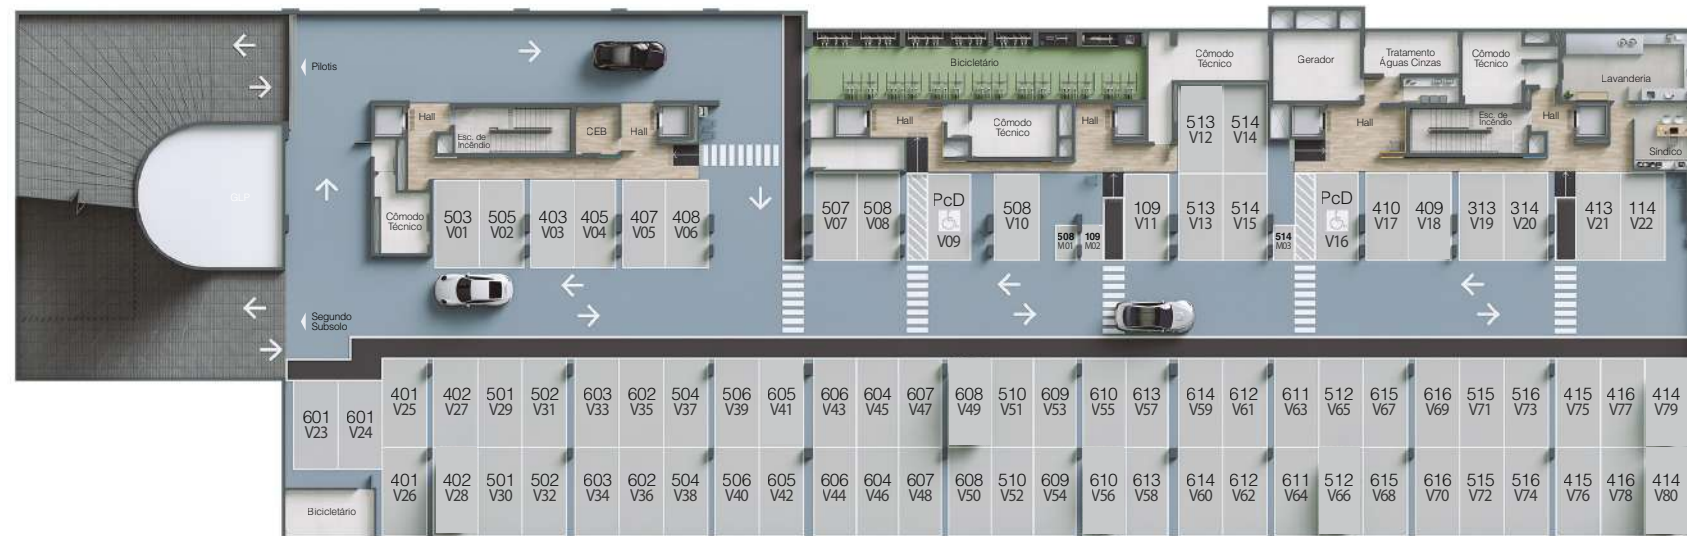 Pilotis
Bicicletário
Cômodo
Técnico
Gerador
Tratamento
Águas Cinzas
Cômodo
Técnico
Lavanderia
Hall
Esc. de
Incêndio
CEB
Hall
Hall
Cômodo
Técnico
Hall
513
V12
514
V14
Hall
Esc. de
Incêndio
Hall
Síndico
GLP
Cômodo
Técnico
503
V01
505
V02
403
V03
405
V04
407
V05
408
V06
507
V07
508
V08
PcD
V09
508
V10
508
M01
109
M02
109
V11
513
V13
514
V15
514
M03
PcD
V16
410
V17
409
V18
313
V19
314
V20
413
V21
114
V22
Segundo
Subsolo
601
V23
601
V24
401
V25
402
V27
501
V29
502
V31
603
V33
602
V35
504
V37
506
V39
605
V41
606
V43
604
V45
607
V47
608
V49
510
V51
609
V53
610
V55
613
V57
614
V59
612
V61
611
V63
512
V65
615
V67
616
V69
515
V71
516
V73
415
V75
416
V77
414
V79
Bicicletário
401
V26
402
V28
501
V30
502
V32
603
V34
602
V36
504
V38
506
V40
605
V42
606
V44
604
V46
607
V48
608
V50
510
V52
609
V54
610
V56
613
V58
614
V60
612
V62
611
V64
512
V66
615
V68
616
V70
515
V72
516
V74
415
V76
416
V78
414
V80